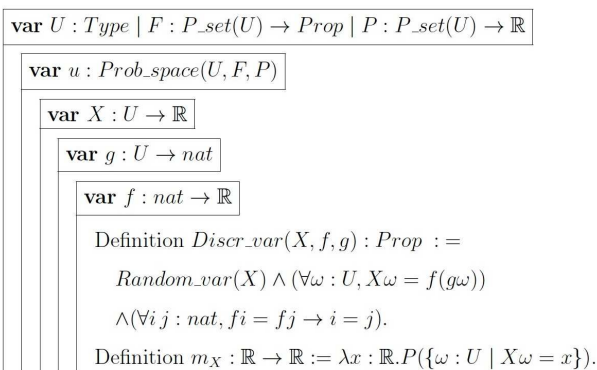 var U : Type | F : P_set(U) → Prop | P : P_set(U) → ℝ
var u : Prob_space(U, F, P)
var X : U → ℝ
var g : U → nat
var f : nat → ℝ
Definition Discr_var(X, f, g) : Prop :=
Random_var(X) ∧ (∀ω : U, Xω = f(gω))
∧(∀i j : nat, fi = fj → i = j).
Definition m_X : ℝ → ℝ := λx : ℝ.P({ω : U | Xω = x}).